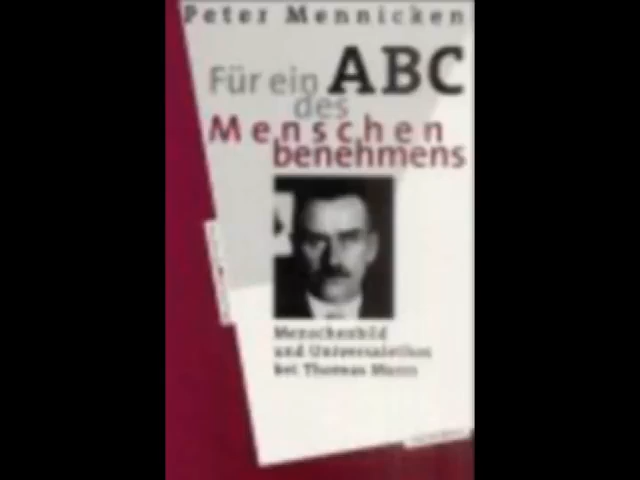 Peter Mennicken
Für ein ABC
des
Menschen
benehmens
Menschenbild
und Universalethos
bei Thomas Mann